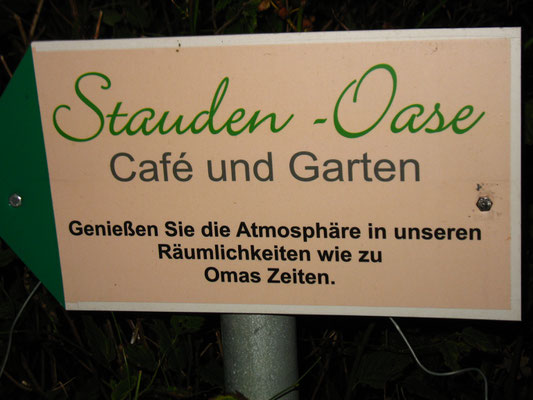 Stauden - Oase
Café und Garten
Genießen Sie die Atmosphäre in unseren
Räumlichkeiten wie zu
Omas Zeiten.